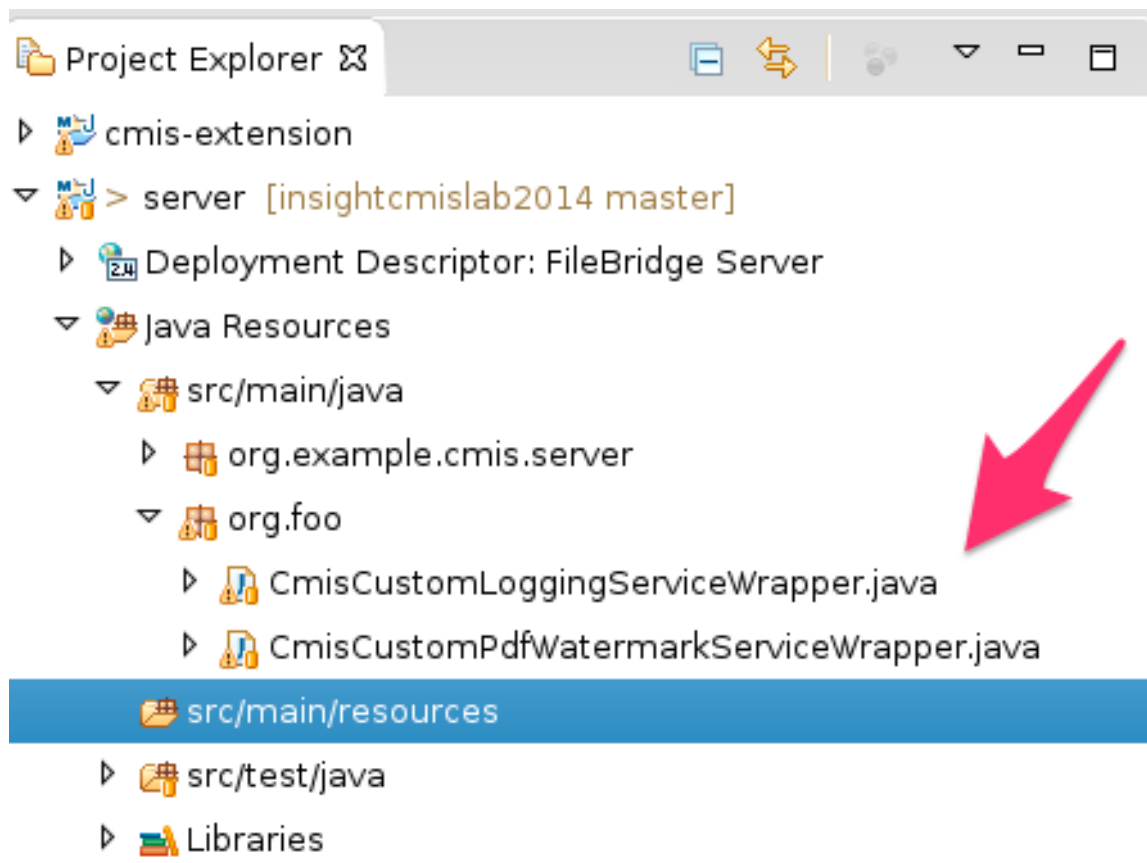 Project Explorer
cmis-extension
> server [insightcmislab2014 master]
Deployment Descriptor: FileBridge Server
Java Resources
src/main/java
org.example.cmis.server
org.foo
CmisCustomLoggingServiceWrapper.java
CmisCustomPdfWatermarkServiceWrapper.java
src/main/resources
src/test/java
Libraries